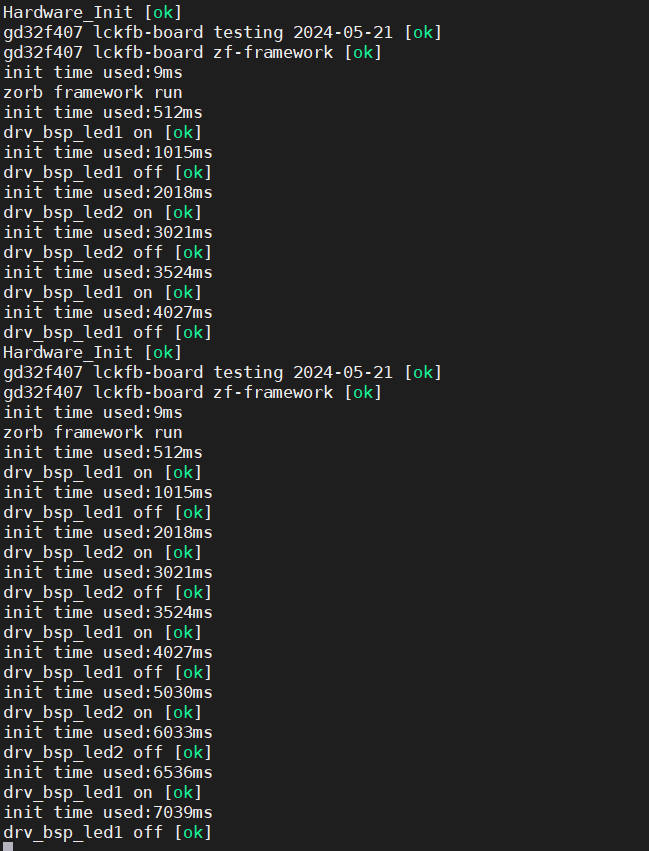 Hardware_Init [ok]
gd32f407 lckfb-board testing 2024-05-21 [ok]
gd32f407 lckfb-board zf-framework [ok]
init time used:9ms
zorb framework run
init time used:512ms
drv_bsp_led1 on [ok]
init time used:1015ms
drv_bsp_led1 off [ok]
init time used:2018ms
drv_bsp_led2 on [ok]
init time used:3021ms
drv_bsp_led2 off [ok]
init time used:3524ms
drv_bsp_led1 on [ok]
init time used:4027ms
drv_bsp_led1 off [ok]
Hardware_Init [ok]
gd32f407 lckfb-board testing 2024-05-21 [ok]
gd32f407 lckfb-board zf-framework [ok]
init time used:9ms
zorb framework run
init time used:512ms
drv_bsp_led1 on [ok]
init time used:1015ms
drv_bsp_led1 off [ok]
init time used:2018ms
drv_bsp_led2 on [ok]
init time used:3021ms
drv_bsp_led2 off [ok]
init time used:3524ms
drv_bsp_led1 on [ok]
init time used:4027ms
drv_bsp_led1 off [ok]
init time used:5030ms
drv_bsp_led2 on [ok]
init time used:6033ms
drv_bsp_led2 off [ok]
init time used:6536ms
drv_bsp_led1 on [ok]
init time used:7039ms
drv_bsp_led1 off [ok]